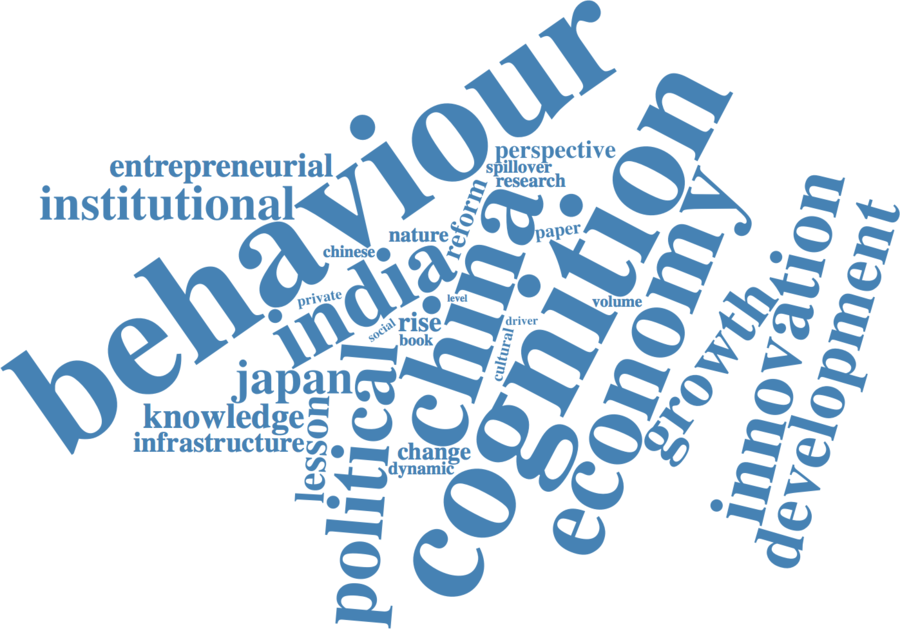 behaviour
cognition
entrepreneurial
perspective
spillover
research
institutional
reform
china
economy
innovation
development
nature
paper
chinese
india
private
level
volume
growth
social
rise
driver
book
cultural
japan
political
lesson
knowledge
infrastructure
change
dynamic